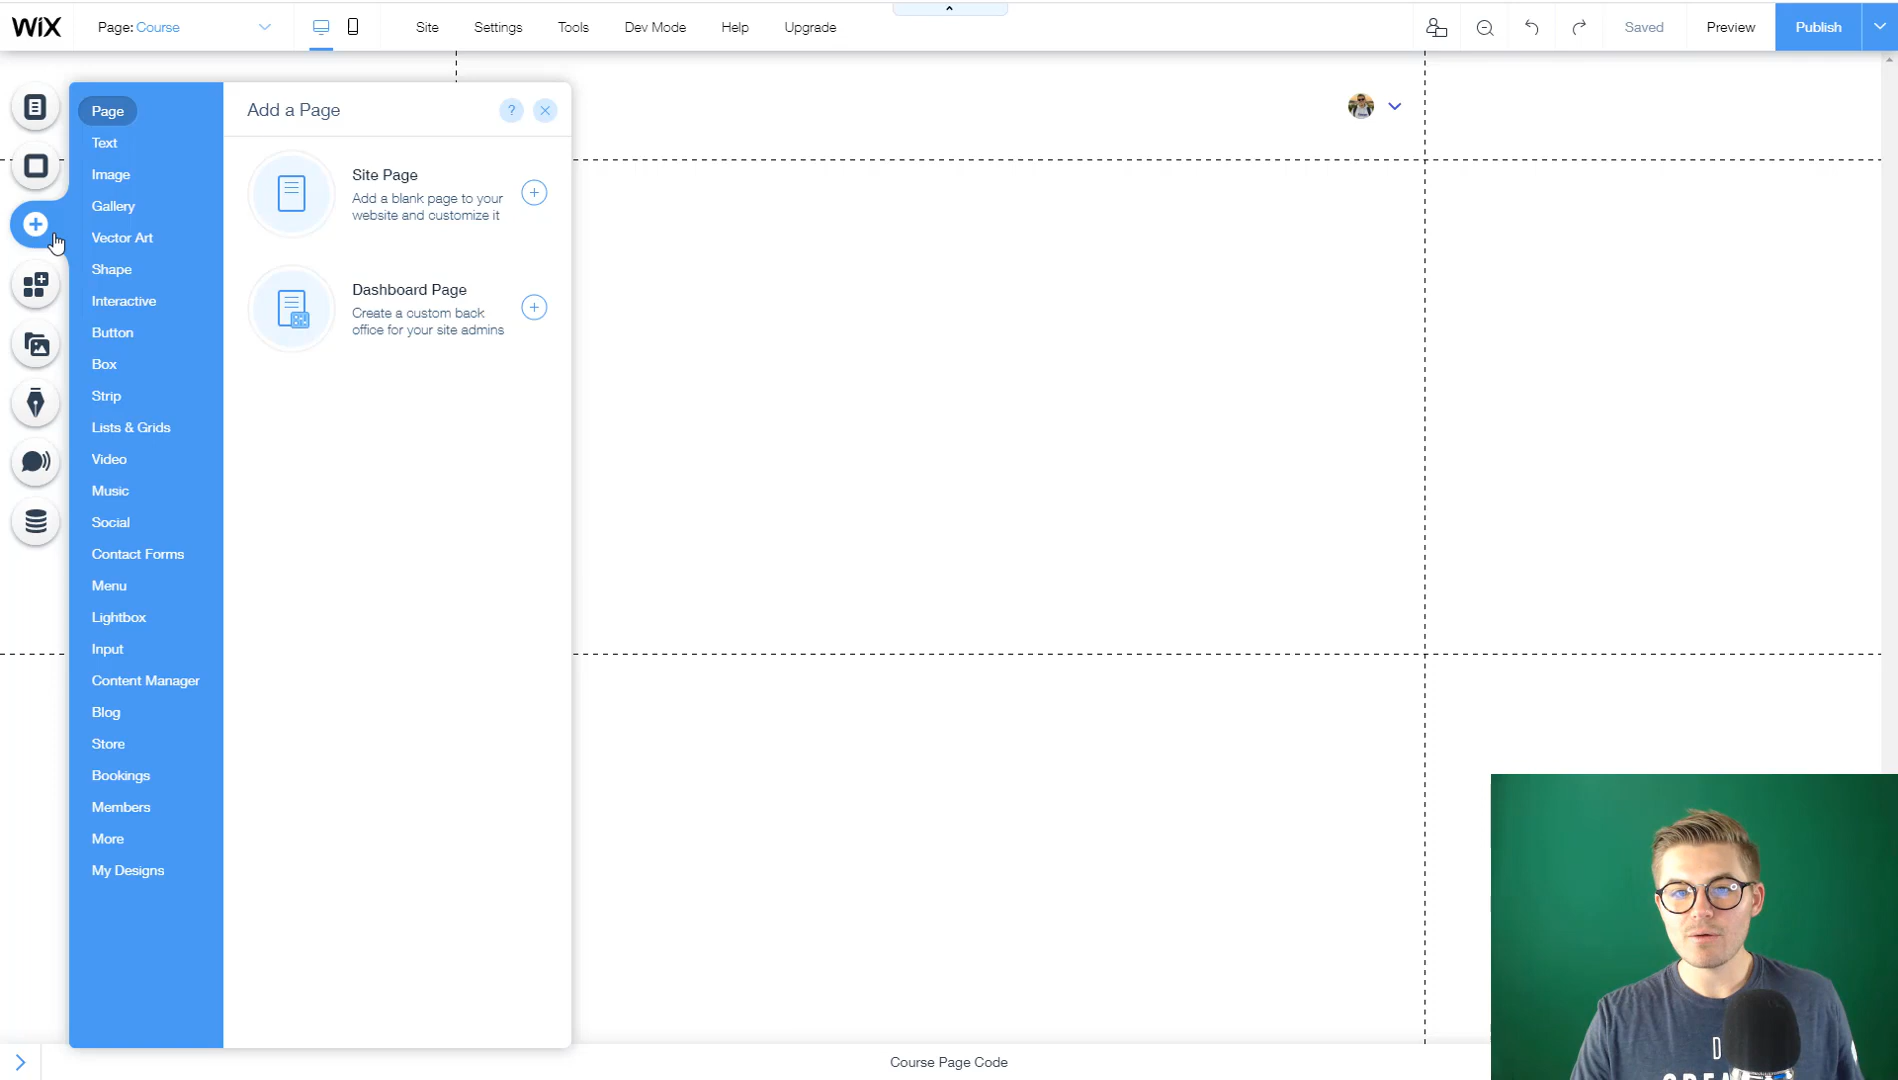 WiX
Page: Course
Site
Settings
Tools
Dev Mode
Help
Upgrade
Saved
Preview
Publish
Page
Text
Image
Gallery
Vector Art
Shape
Interactive
Button
Box
Strip
Lists & Grids
Video
Music
Social
Contact Forms
Menu
Lightbox
Input
Content Manager
Blog
Store
Bookings
Members
More
My Designs
Add a Page
?
Site Page
Add a blank page to your
website and customize it
Dashboard Page
Create a custom back
office for your site admins
Course Page Code